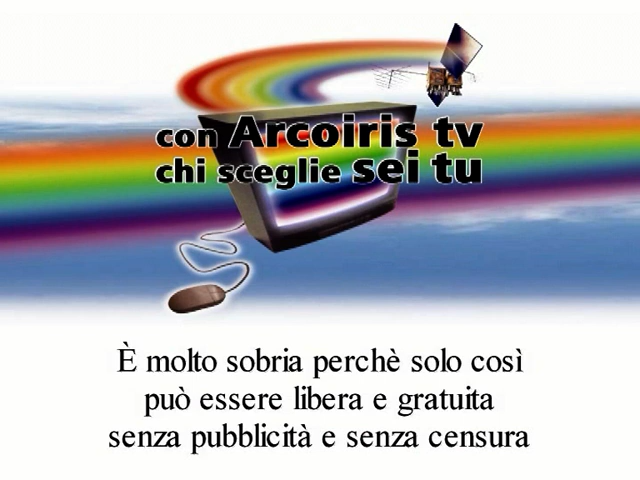 con Arcoiris tv
chi sceglie sei tu
È molto sobria perchè solo così
può essere libera e gratuita
senza pubblicità e senza censura